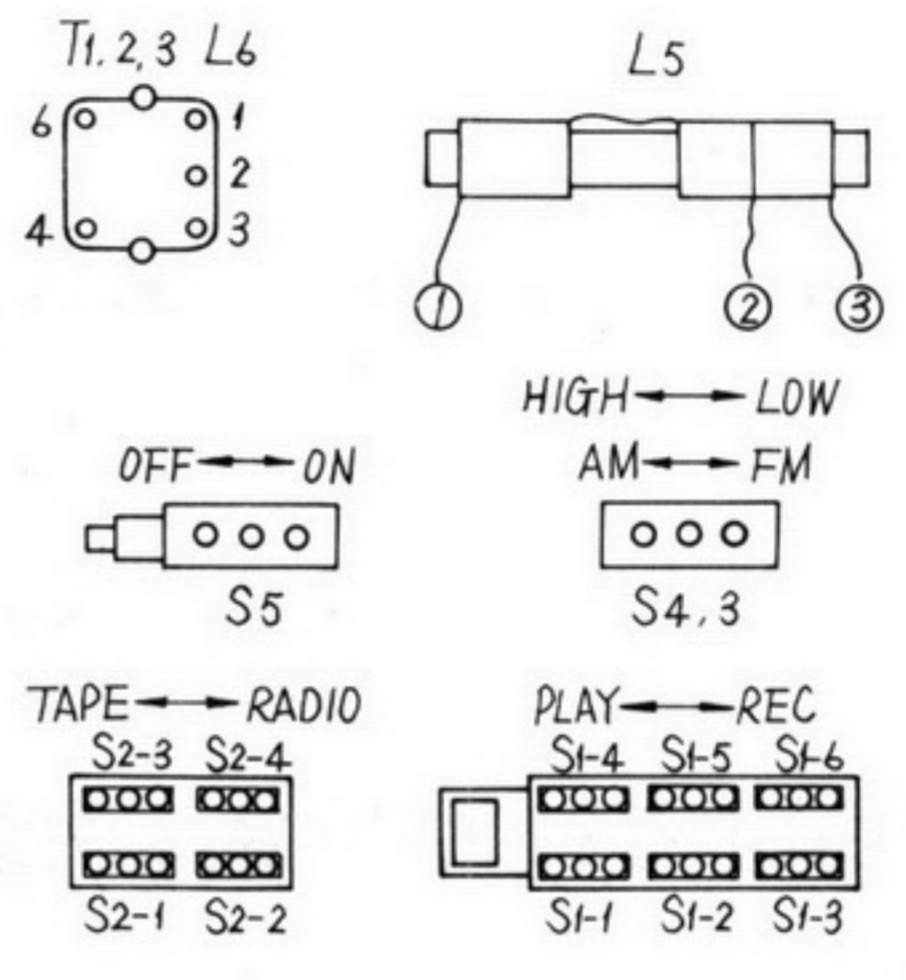 T1. 2, 3 L6
6 1
2
4 3
L5
1 2 3
OFF ON
S5
HIGH LOW
AM FM
S4, 3
TAPE RADIO
S2-3 S2-4
S2-1 S2-2
PLAY REC
S1-4 S1-5 S1-6
S1-1 S1-2 S1-3